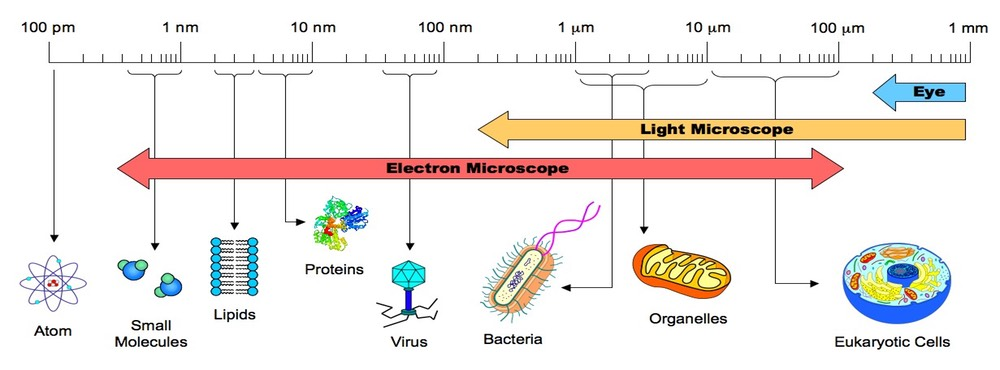 100 pm 1 nm 10 nm 100 nm 1 μm 10 μm 100 μm 1 mm
Eye
Light Microscope
Electron Microscope
Atom
Small
Molecules
Lipids
Proteins
Virus
Bacteria
Organelles
Eukaryotic Cells